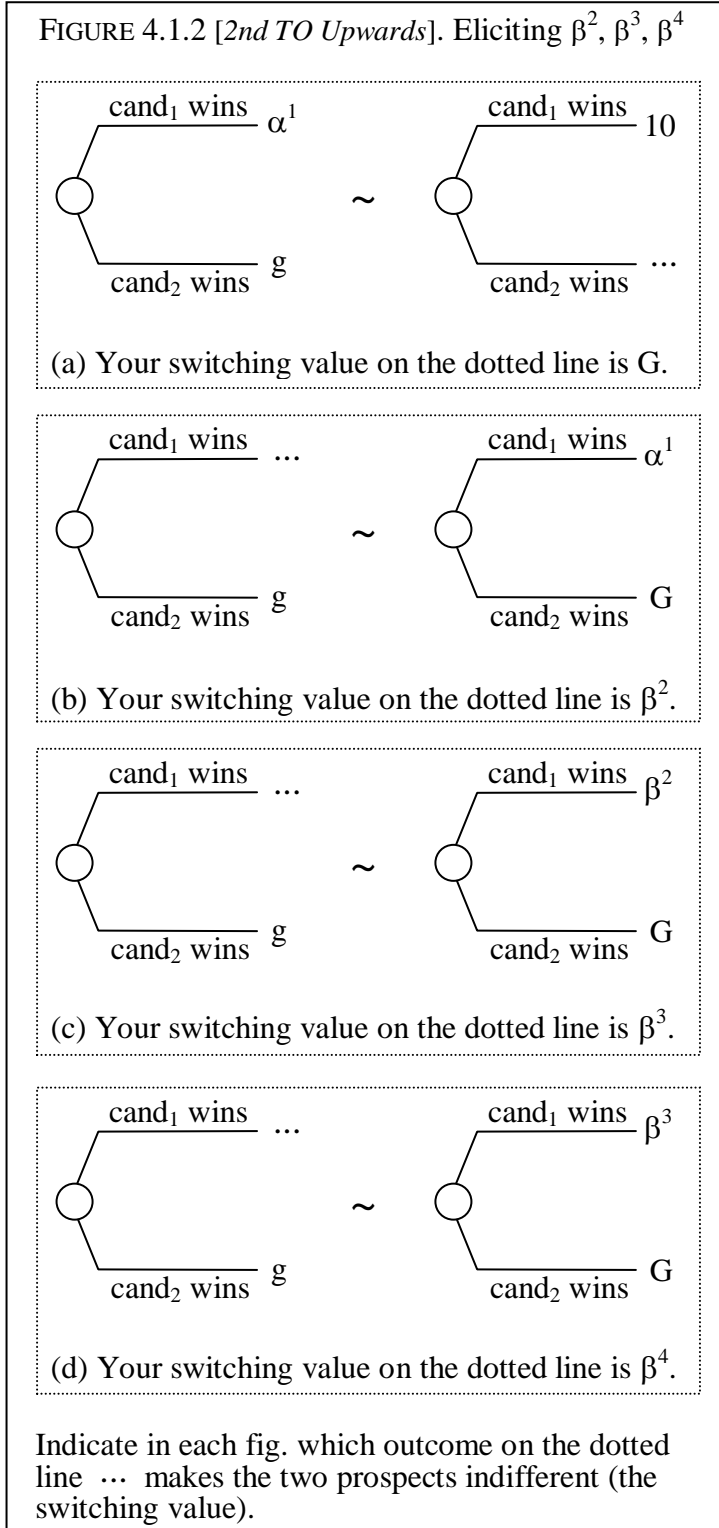 FIGURE 4.1.2 [2nd TO Upwards]. Eliciting β², β³, β⁴
cand₁ wins α¹ cand₁ wins 10
~
cand₂ wins g cand₂ wins ...
(a) Your switching value on the dotted line is G.
cand₁ wins ... cand₁ wins α¹
~
cand₂ wins g cand₂ wins G
(b) Your switching value on the dotted line is β².
cand₁ wins ... cand₁ wins β²
~
cand₂ wins g cand₂ wins G
(c) Your switching value on the dotted line is β³.
cand₁ wins ... cand₁ wins β³
~
cand₂ wins g cand₂ wins G
(d) Your switching value on the dotted line is β⁴.
Indicate in each fig. which outcome on the dotted
line ... makes the two prospects indifferent (the
switching value).